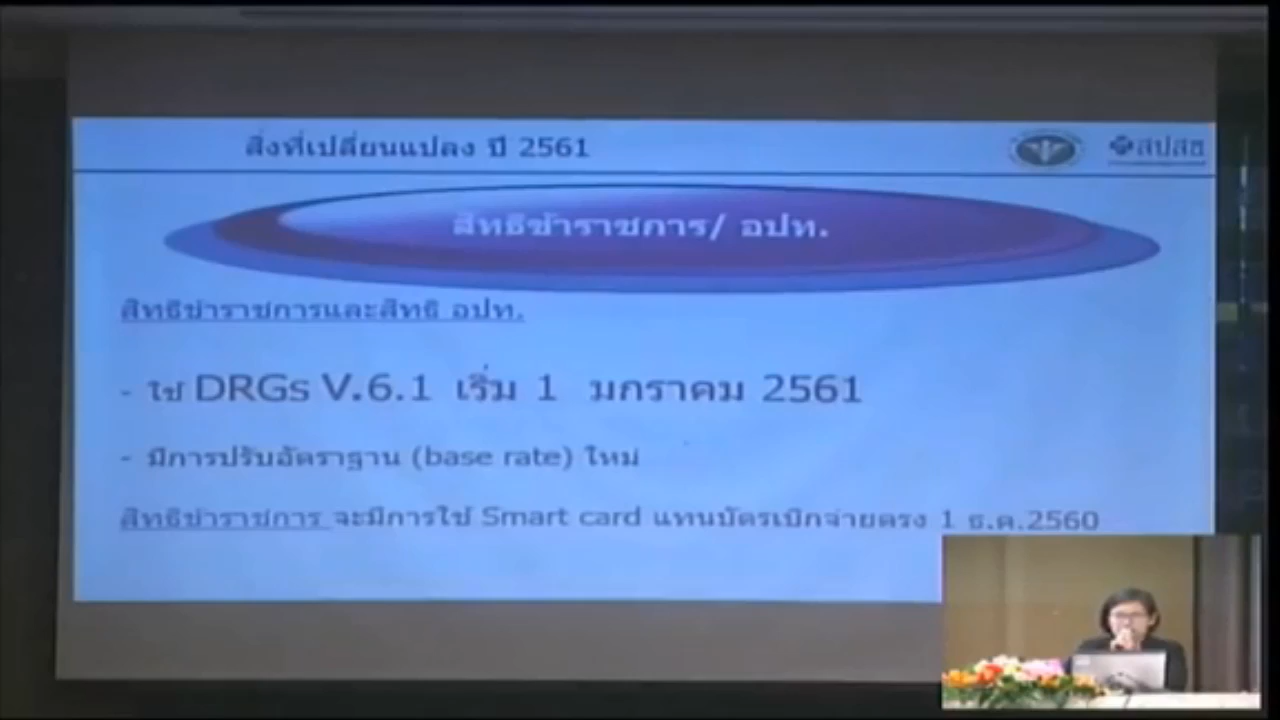 สิ่งที่เปลี่ยนแปลง ปี 2561
สปสช
สิทธิข้าราชการ/ อปท.
สิทธิข้าราชการและสิทธิ อปท.
- ใช้ DRGs V.6.1 เริ่ม 1 มกราคม 2561
- มีการปรับอัตราฐาน (base rate) ใหม่
สิทธิข้าราชการ จะมีการใช้ Smart card แทนบัตรเบิกจ่ายตรง 1 ธ.ค.2560